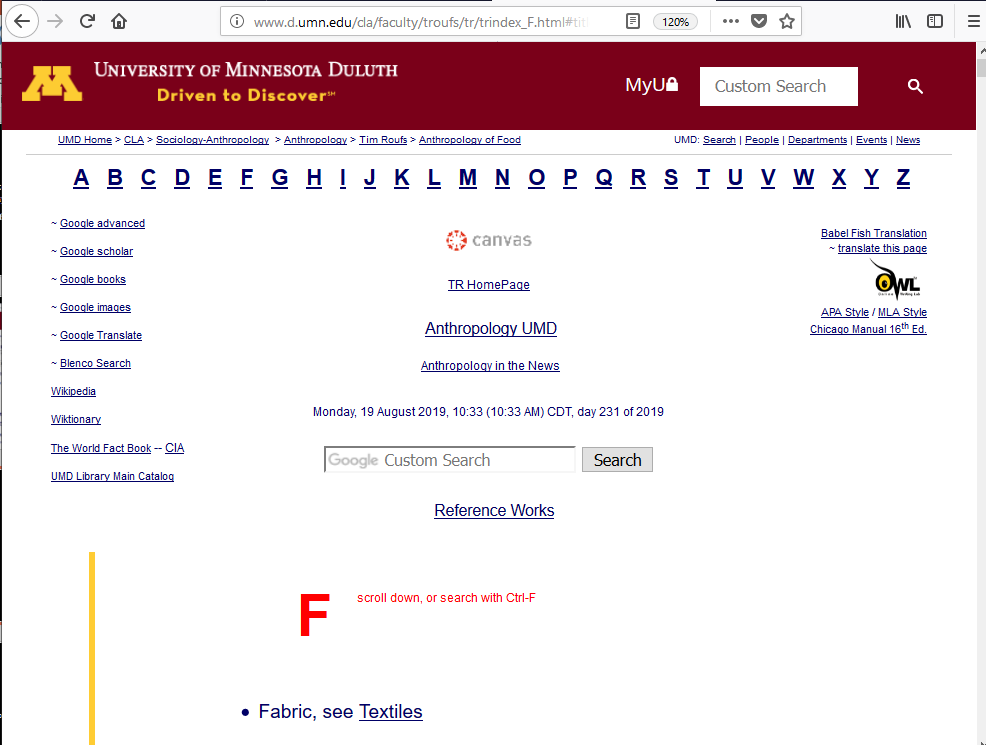 www.d.umn.edu/cla/faculty/troufs/tr/trindex_F.html#tit
120%
UNIVERSITY OF MINNESOTA DULUTH
Driven to Discover℠
MyU
Custom Search
UMD Home > CLA > Sociology-Anthropology > Anthropology > Tim Roufs > Anthropology of Food
UMD: Search | People | Departments | Events | News
A B C D E F G H I J K L M N O P Q R S T U V W X Y Z
~ Google advanced
~ Google scholar
~ Google books
~ Google images
~ Google Translate
~ Blenco Search
Wikipedia
Wiktionary
The World Fact Book -- CIA
UMD Library Main Catalog
canvas
TR HomePage
Anthropology UMD
Anthropology in the News
Babel Fish Translation
~ translate this page
OWL
APA Style / MLA Style
Chicago Manual 16th Ed.
Monday, 19 August 2019, 10:33 (10:33 AM) CDT, day 231 of 2019
Google Custom Search Search
Reference Works
F scroll down, or search with Ctrl-F
• Fabric, see Textiles